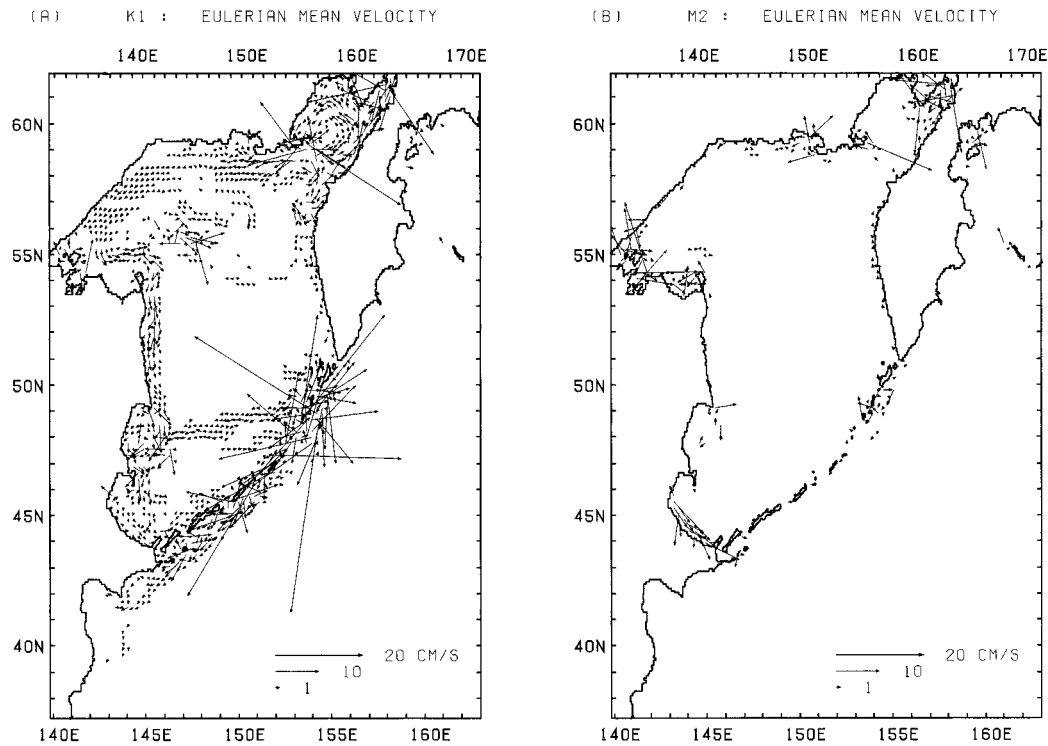 (A) K1 : EULERIAN MEAN VELOCITY
140E 150E 160E 170E
60N
55N
50N
45N
40N
20 CM/S
10
1
140E 145E 150E 155E 160E
(B) M2 : EULERIAN MEAN VELOCITY
140E 150E 160E 170E
60N
55N
50N
45N
40N
20 CM/S
10
1
140E 145E 150E 155E 160E